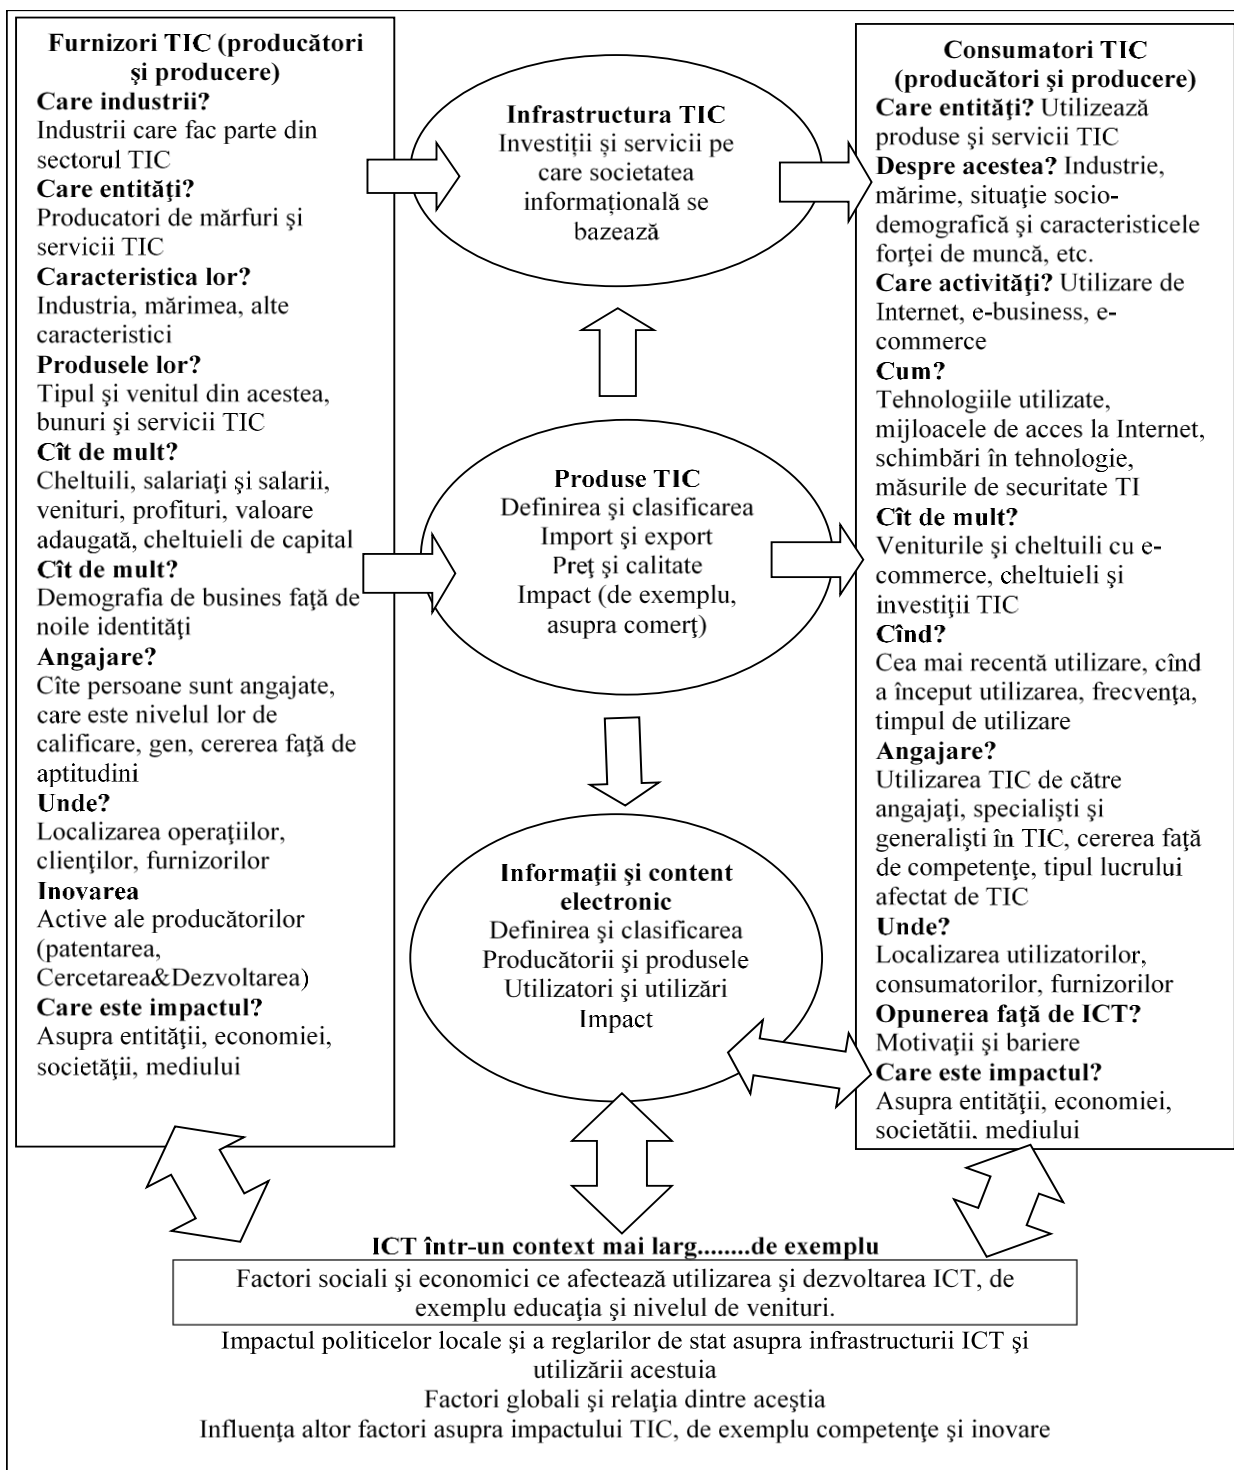 Furnizori TIC (producători
şi producere)
Care industrii?
Industrii care fac parte din
sectorul TIC
Care entităţi?
Producatori de mărfuri şi
servicii TIC
Caracteristica lor?
Industria, mărimea, alte
caracteristici
Produsele lor?
Tipul şi venitul din acestea,
bunuri şi servicii TIC
Cît de mult?
Cheltuili, salariaţi şi salarii,
venituri, profituri, valoare
adaugată, cheltuieli de capital
Cît de mult?
Demografia de busines faţă de
noile identităţi
Angajare?
Cîte persoane sunt angajate,
care este nivelul lor de
calificare, gen, cererea faţă de
aptitudini
Unde?
Localizarea operaţiilor,
clienţilor, furnizorilor
Inovarea
Active ale producătorilor
(patentarea,
Cercetarea&Dezvoltarea)
Care este impactul?
Asupra entităţii, economiei,
societăţii, mediului
Infrastructura TIC
Investiții și servicii pe
care societatea
informațională se
bazează
Produse TIC
Definirea şi clasificarea
Import şi export
Preţ şi calitate
Impact (de exemplu,
asupra comerţ)
Informaţii şi content
electronic
Definirea şi clasificarea
Producătorii şi produsele
Utilizatori şi utilizări
Impact
Consumatori TIC
(producători şi producere)
Care entităţi? Utilizează
produse şi servicii TIC
Despre acestea? Industrie,
mărime, situaţie socio-
demografică şi caracteristicele
forţei de muncă, etc.
Care activităţi? Utilizare de
Internet, e-business, e-
commerce
Cum?
Tehnologiile utilizate,
mijloacele de acces la Internet,
schimbări în tehnologie,
măsurile de securitate TI
Cît de mult?
Veniturile şi cheltuili cu e-
commerce, cheltuieli şi
investiţii TIC
Cînd?
Cea mai recentă utilizare, cînd
a început utilizarea, frecvenţa,
timpul de utilizare
Angajare?
Utilizarea TIC de către
angajaţi, specialişti şi
generalişti în TIC, cererea faţă
de competenţe, tipul lucrului
afectat de TIC
Unde?
Localizarea utilizatorilor,
consumatorilor, furnizorilor
Opunerea faţă de ICT?
Motivaţii şi bariere
Care este impactul?
Asupra entităţii, economiei,
societătii, mediului
ICT într-un context mai larg........de exemplu
Factori sociali şi economici ce afectează utilizarea şi dezvoltarea ICT, de
exemplu educaţia şi nivelul de venituri.
Impactul politicelor locale şi a reglarilor de stat asupra infrastructurii ICT şi
utilizării acestuia
Factori globali şi relaţia dintre aceştia
Influenţa altor factori asupra impactului TIC, de exemplu competenţe şi inovare